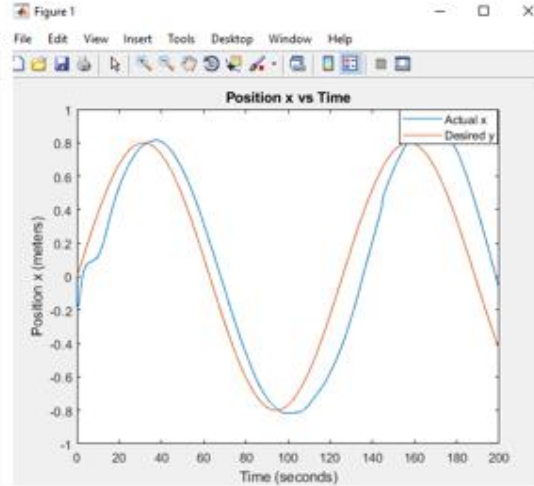 Figure 1
File Edit View Insert Tools Desktop Window Help
Position x vs Time
Actual x
Desired y
Position x (meters)
1
0.8
0.6
0.4
0.2
0
-0.2
-0.4
-0.6
-0.8
-1
0 20 40 60 80 100 120 140 160 180 200
Time (seconds)